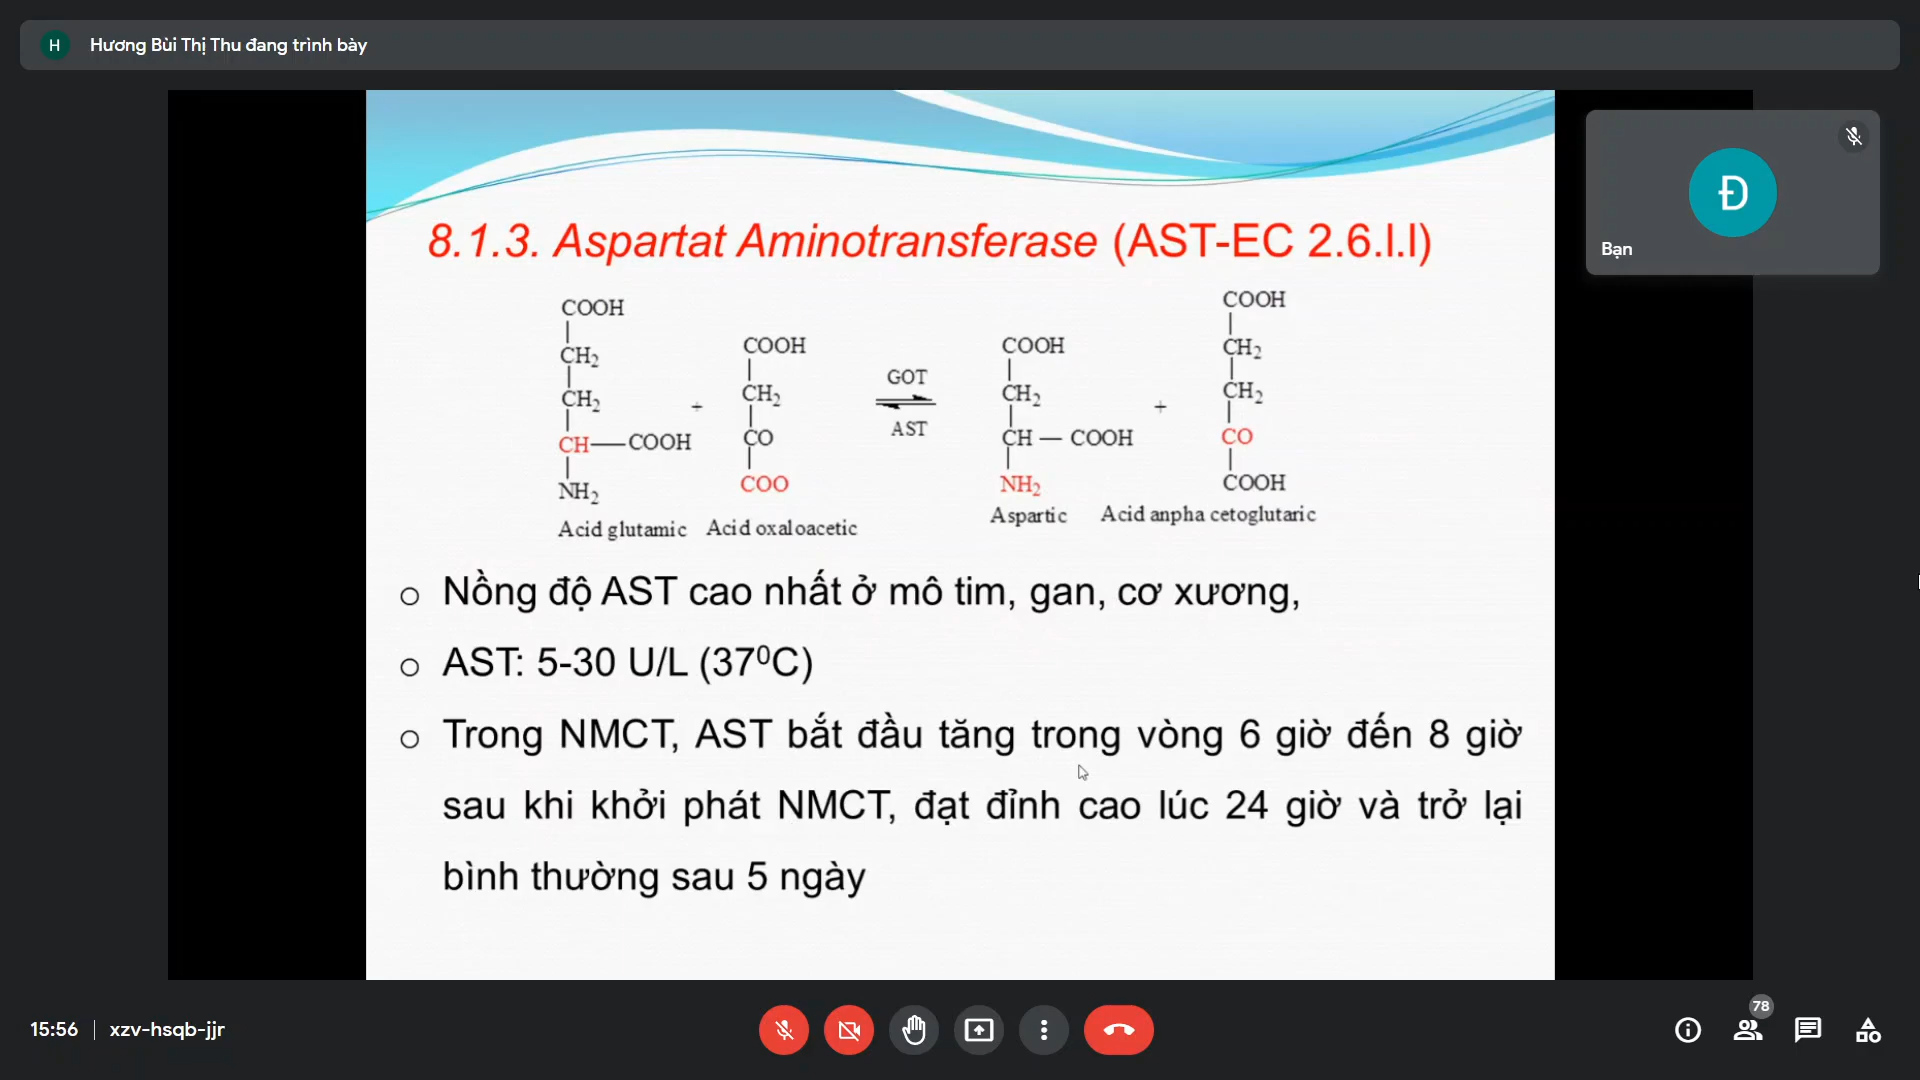 H
Hương Bùi Thị Thu đang trình bày
Đ
Bạn
8.1.3. Aspartat Aminotransferase (AST-EC 2.6.I.I)
COOH
CH2
CH2
CH — COOH
NH2
Acid glutamic
+
COOH
CH2
CO
COO
Acid oxaloacetic
GOT
AST
COOH
CH2
CH — COOH
NH2
Aspartic
+
COOH
CH2
CH2
CO
COOH
Acid anpha cetoglutaric
o Nồng độ AST cao nhất ở mô tim, gan, cơ xương,
o AST: 5-30 U/L (37⁰C)
o Trong NMCT, AST bắt đầu tăng trong vòng 6 giờ đến 8 giờ
sau khi khởi phát NMCT, đạt đỉnh cao lúc 24 giờ và trở lại
bình thường sau 5 ngày
15:56 | xzv-hsqb-jjr
78